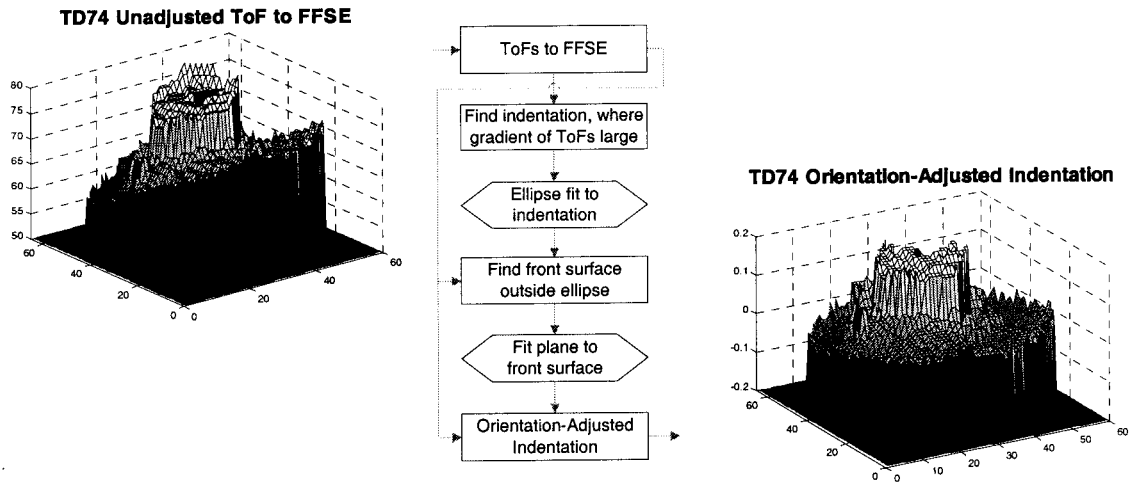 TD74 Unadjusted ToF to FFSE
80
75
70
65
60
55
50
60
40
20
0
0
20
40
60
ToFs to FFSE
Find indentation, where
gradient of ToFs large
Ellipse fit to
indentation
Find front surface
outside ellipse
Fit plane to
front surface
Orientation-Adjusted
Indentation
TD74 Orientation-Adjusted Indentation
0.2
0.1
0
-0.1
-0.2
60
40
20
0
0
10
20
30
40
50
60